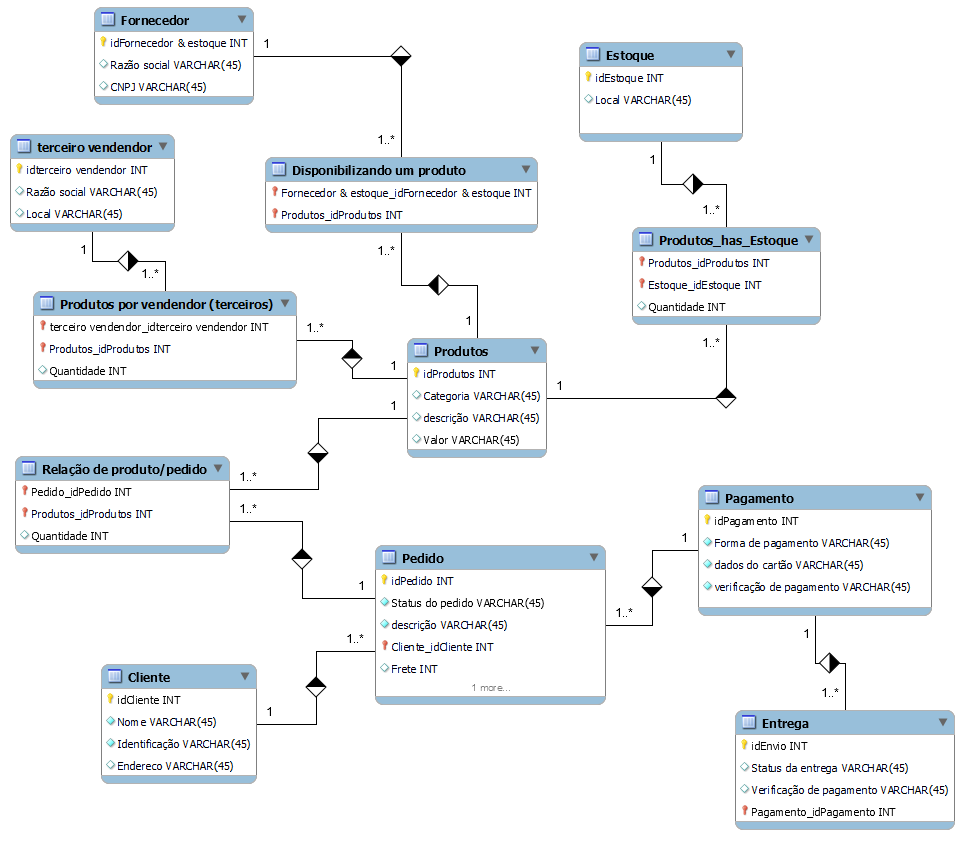 Fornecedor
idFornecedor & estoque INT
Razão social VARCHAR(45)
CNPJ VARCHAR(45)
1
1..*
Estoque
idEstoque INT
Local VARCHAR(45)
1
1..*
terceiro vendendor
idterceiro vendendor INT
Razão social VARCHAR(45)
Local VARCHAR(45)
1
1..*
Disponibilizando um produto
Fornecedor & estoque_idFornecedor & estoque INT
Produtos_idProdutos INT
1..*
1
Produtos_has_Estoque
Produtos_idProdutos INT
Estoque_idEstoque INT
Quantidade INT
1..*
1
Produtos por vendendor (terceiros)
terceiro vendendor_idterceiro vendendor INT
Produtos_idProdutos INT
Quantidade INT
1..*
1
Produtos
idProdutos INT
Categoria VARCHAR(45)
descrição VARCHAR(45)
Valor VARCHAR(45)
1
1..*
Relação de produto/pedido
Pedido_idPedido INT
Produtos_idProdutos INT
Quantidade INT
1..*
1
Pedido
idPedido INT
Status do pedido VARCHAR(45)
descrição VARCHAR(45)
Cliente_idCliente INT
Frete INT
1 more...
1..*
1
Pagamento
idPagamento INT
Forma de pagamento VARCHAR(45)
dados do cartão VARCHAR(45)
verificação de pagamento VARCHAR(45)
1
1..*
Cliente
idCliente INT
Nome VARCHAR(45)
Identificação VARCHAR(45)
Endereco VARCHAR(45)
1
1..*
Entrega
idEnvio INT
Status da entrega VARCHAR(45)
Verificação de pagamento VARCHAR(45)
Pagamento_idPagamento INT